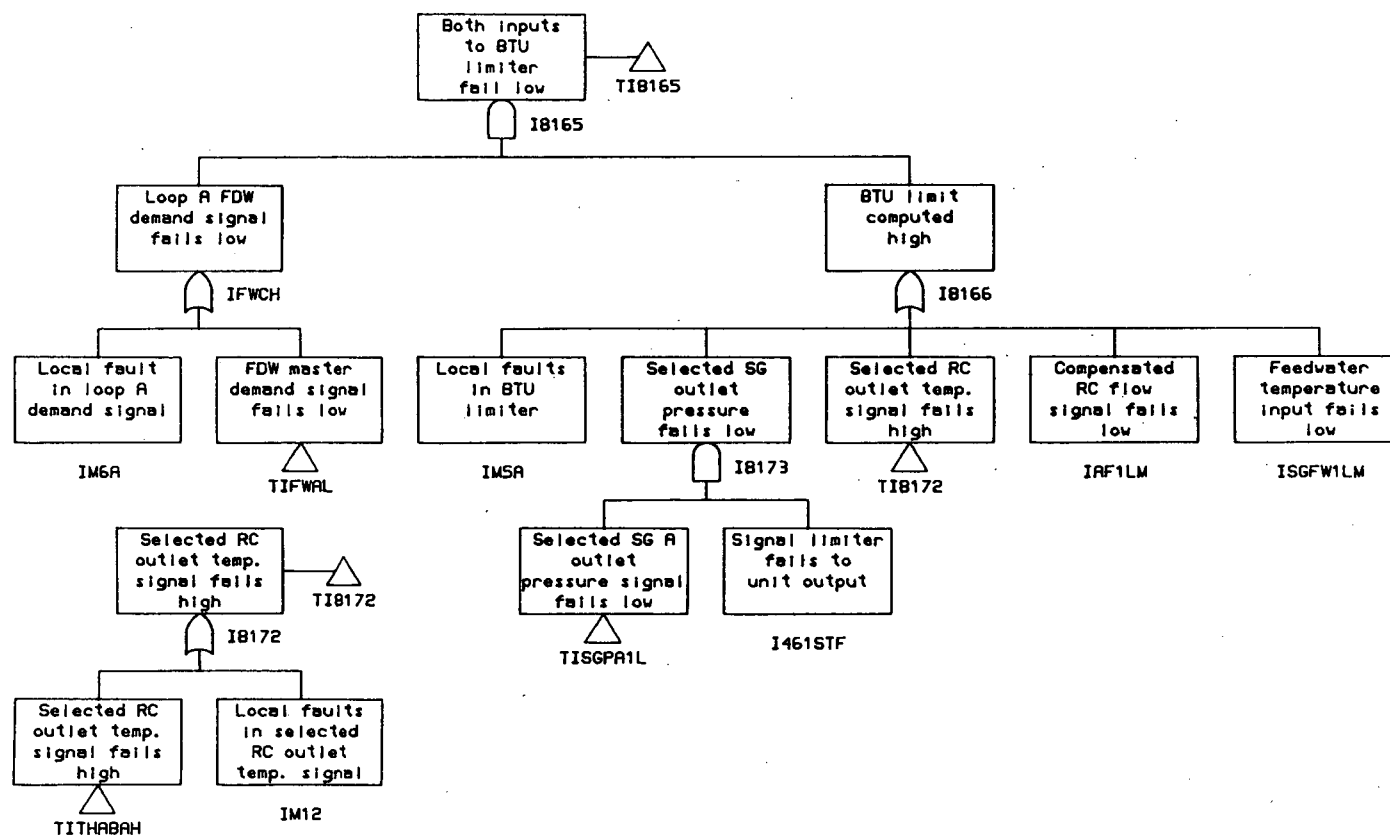 Both inputs
to BTU
limiter
fail low
TI8165
I8165
Loop A FDW
demand signal
fails low
IFWCH
BTU limit
computed
high
I8166
Local fault
in loop A
demand signal
IM6A
FDW master
demand signal
fails low
TIFWAL
Local faults
in BTU
limiter
IM5A
Selected SG
outlet
pressure
fails low
I8173
Selected RC
outlet temp.
signal fails
high
TI8172
Compensated
RC flow
signal fails
low
IRF1LM
Feedwater
temperature
input fails
low
ISGFW1LM
Selected SG A
outlet
pressure signal
fails low
TISGPA1L
Signal limiter
fails to
unit output
I461STF
Selected RC
outlet temp.
signal fails
high
TI8172
I8172
Selected RC
outlet temp.
signal fails
high
TITHABAH
Local faults
in selected
RC outlet
temp. signal
IM12